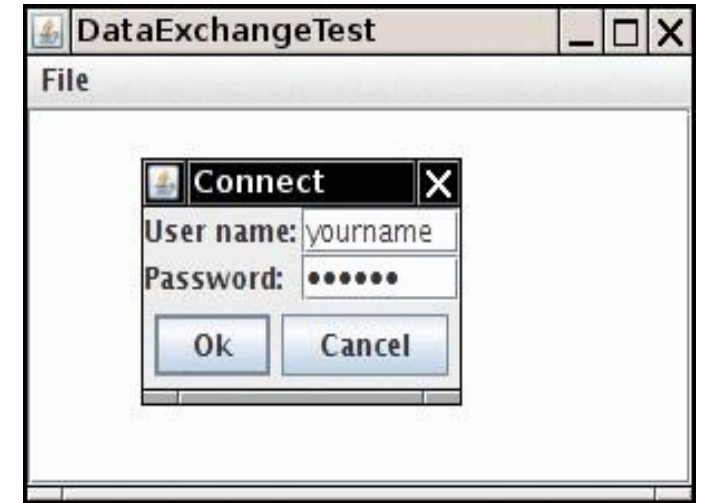 DataExchangeTest
File
Connect
User name: yourname
Password: ••••••
Ok Cancel